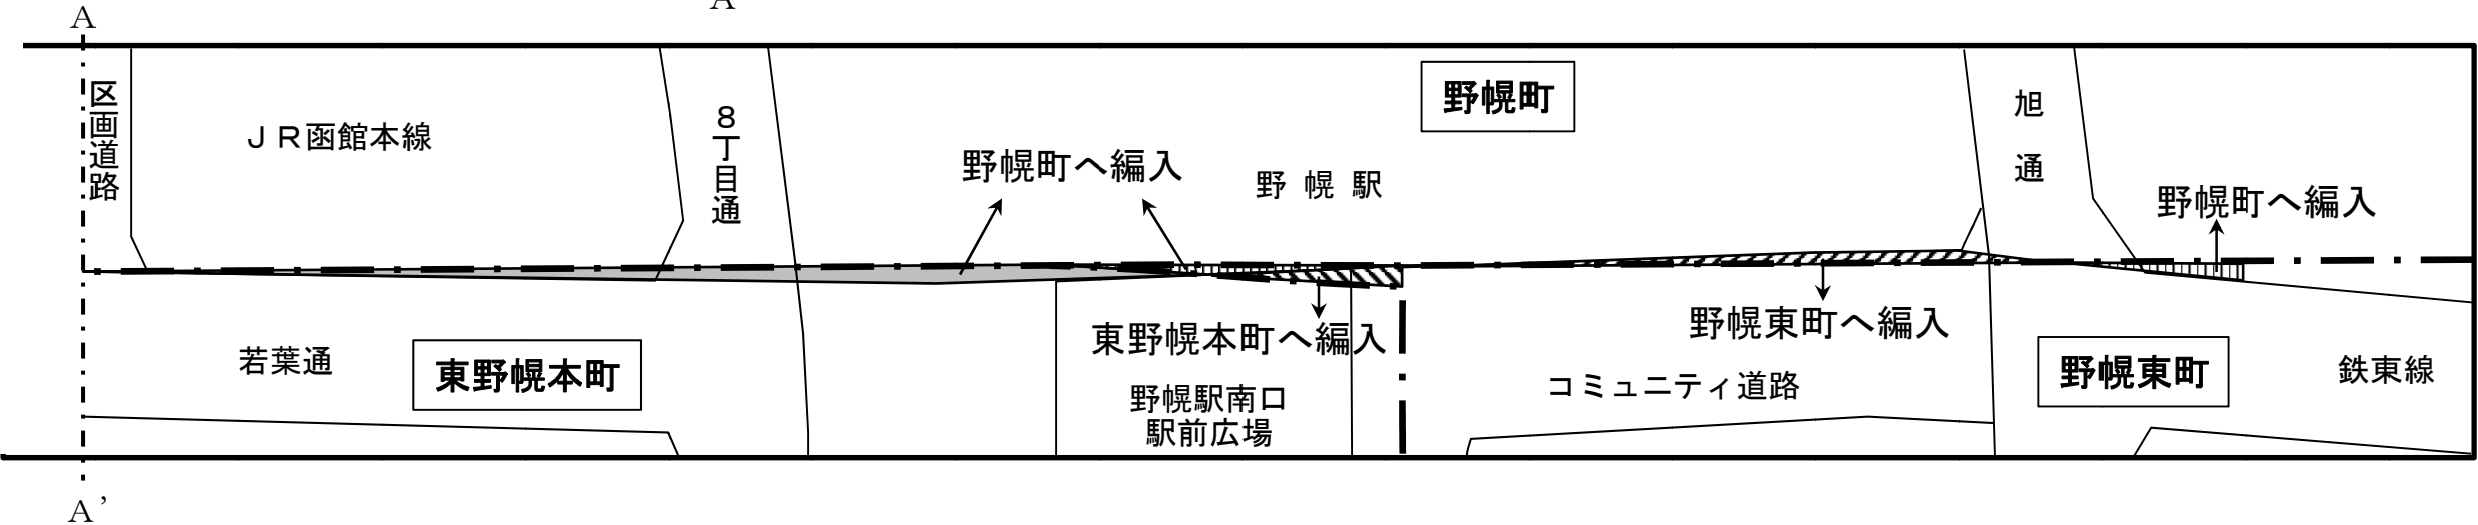 A
A
区画道路
ＪＲ函館本線
８丁目通
野幌町
旭通
野幌町へ編入
野幌駅
野幌町へ編入
東野幌本町へ編入
野幌東町へ編入
若葉通
東野幌本町
野幌駅南口
駅前広場
コミュニティ道路
野幌東町
鉄東線
A’